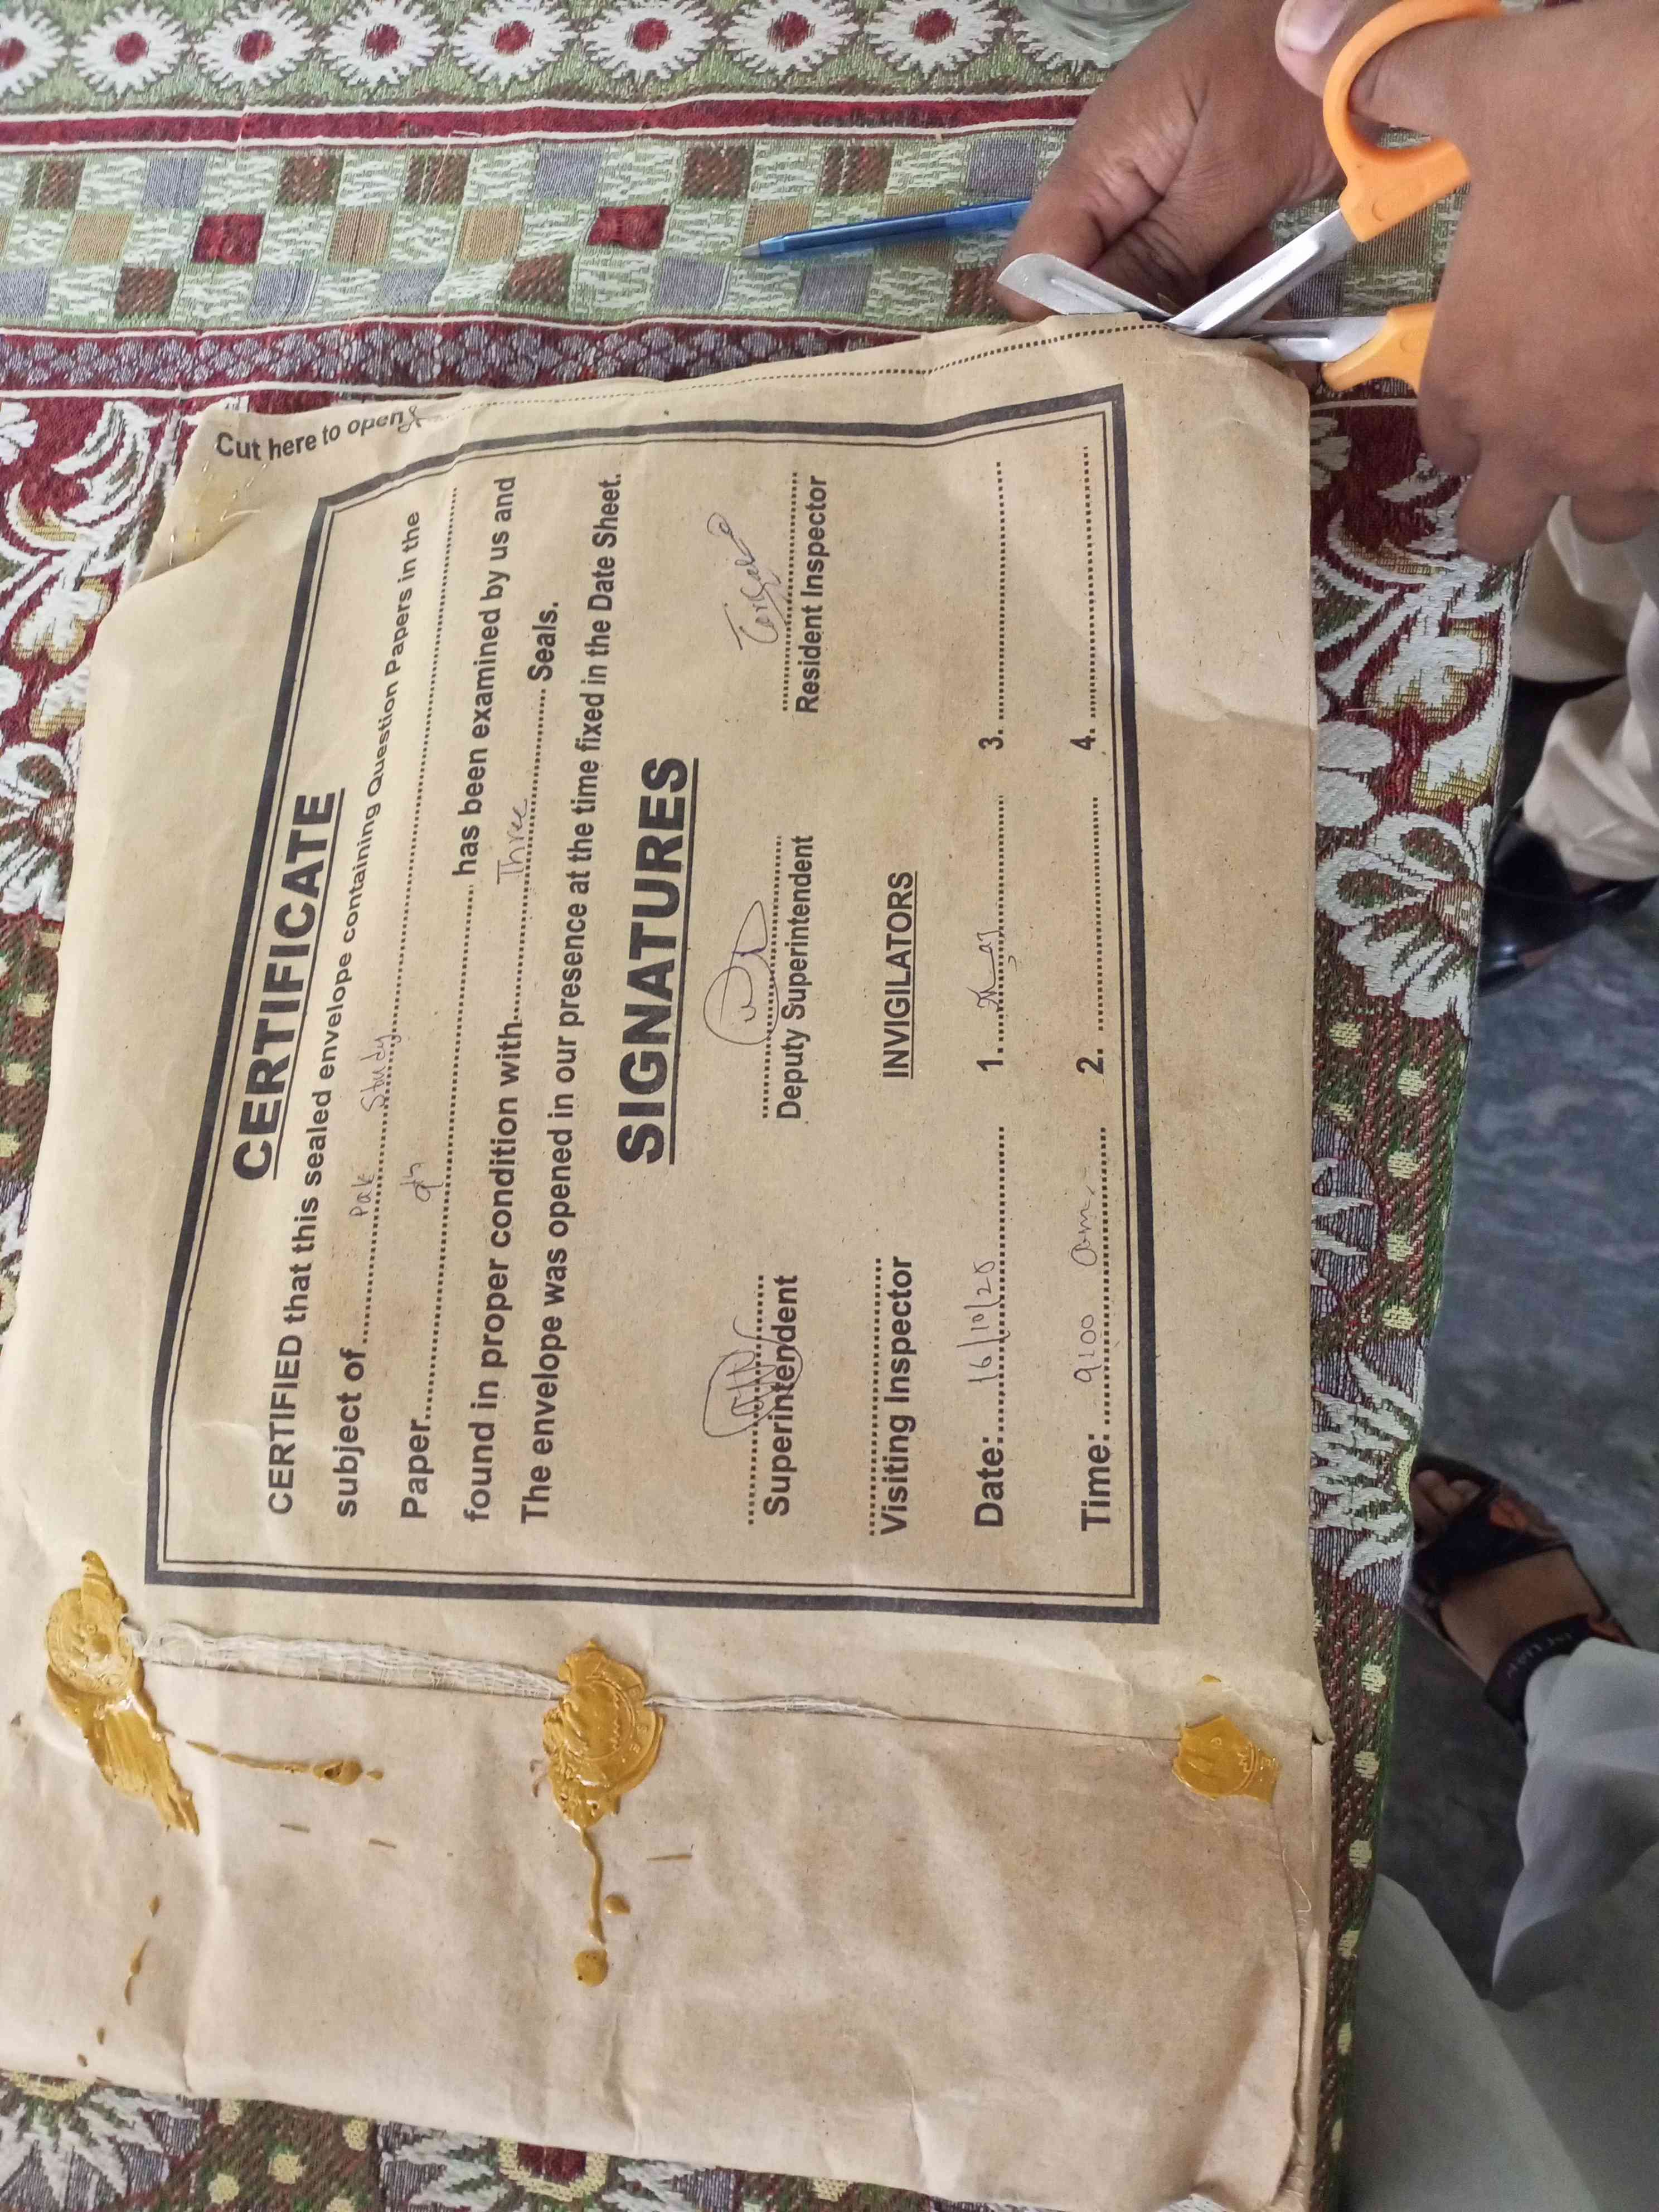 Cut here to open
CERTIFICATE
CERTIFIED that this sealed envelope containing Question Papers in the
subject of Pak Study
Paper
has been examined by us and
found in proper condition with Three Seals.
The envelope was opened in our presence at the time fixed in the Date Sheet.
SIGNATURES
Superintendent Deputy Superintendent Resident Inspector
Visiting Inspector INVIGILATORS
Date: 16/10/25 1. 3.
Time: 9:00 am. 2. 4.